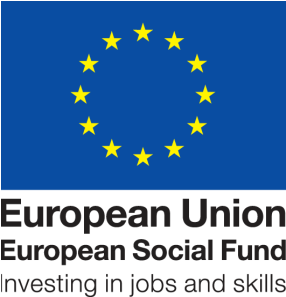 European Union
European Social Fund
Investing in jobs and skills